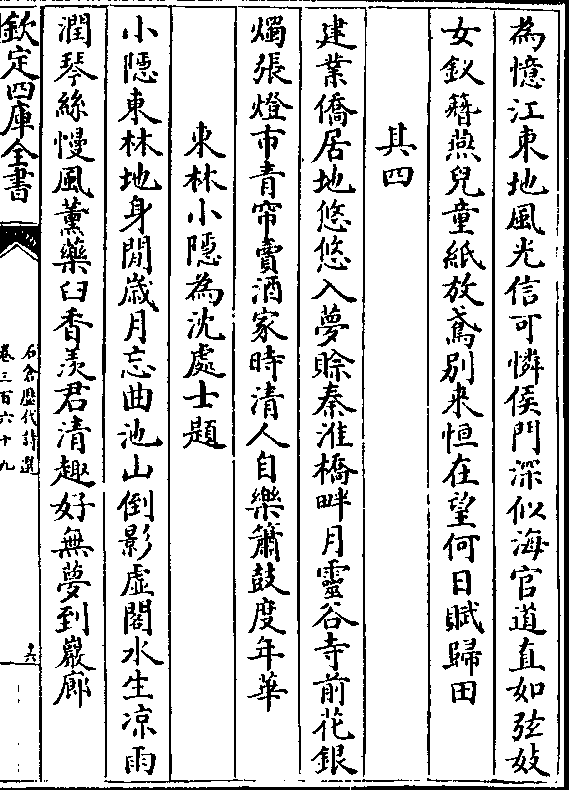 為憶江東地風光信可憐侯門深似海官道直如弦妓
女釵簪燕兒童紙放鳶别来恒在望何日賦歸田
其四
建業僑居地悠悠入夢賒秦淮橋畔月靈谷寺前花銀
燭張燈市青帘賣酒家時清人自樂簫鼓度年華
東林小隱為沈處士題
小隱東林地身閒歳月忘曲池山倒影虛閣水生凉雨
潤琴絲慢風薰藥臼香羨君清趣好無夢到巖廊
欽定四庫全書
石倉歷代詩選
卷三百六十九